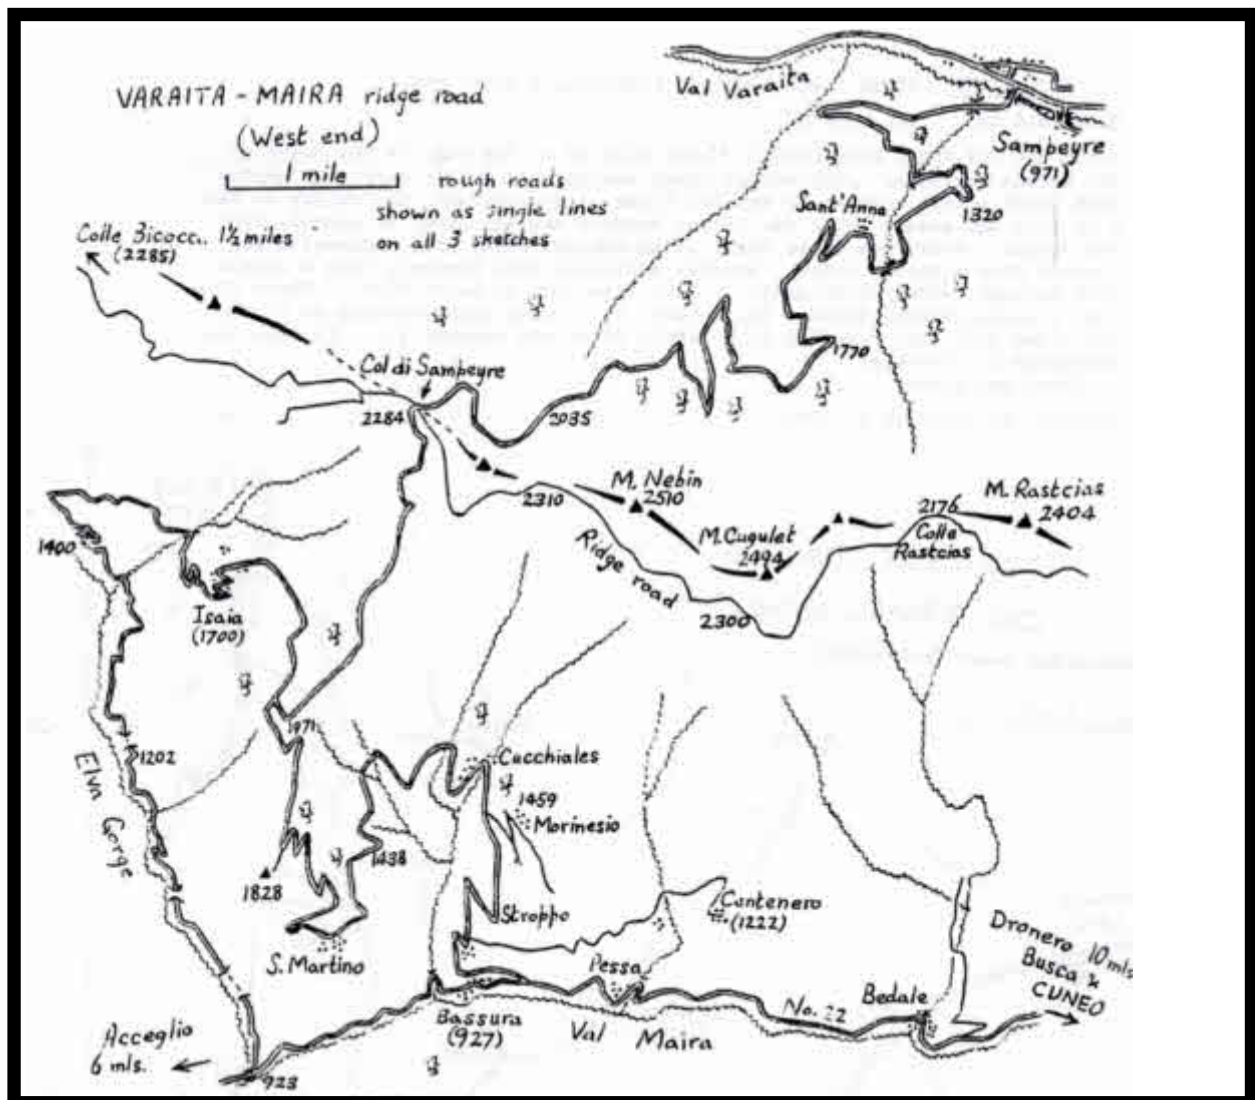 VARAITA - MAIRA ridge road
(West end)
1 mile
rough roads
shown as single lines
on all 3 sketches
Val Varaita
Sampeyre
(971)
1320
Sant'Anna
Colle Bicocc.. 1½ miles
(2285)
1770
Col di Sampeyre
2284
2035
2310
M. Nebin
2510
M. Cugulet
2494
2176
Colle
Rastcias
M. Rastcias
2404
Ridge road
2300
1400
Isaia
(1700)
1971
1202
Elva Gorge
Cucchiales
1459
Morinesio
1438
1828
S. Martino
Stroppo
Cantenero
(1222)
Pessa
Bassura
(927)
Val Maira
No. 22
Bedale
Dronero 10 mls
Busca &
CUNEO
Acceglio
6 mls.
923